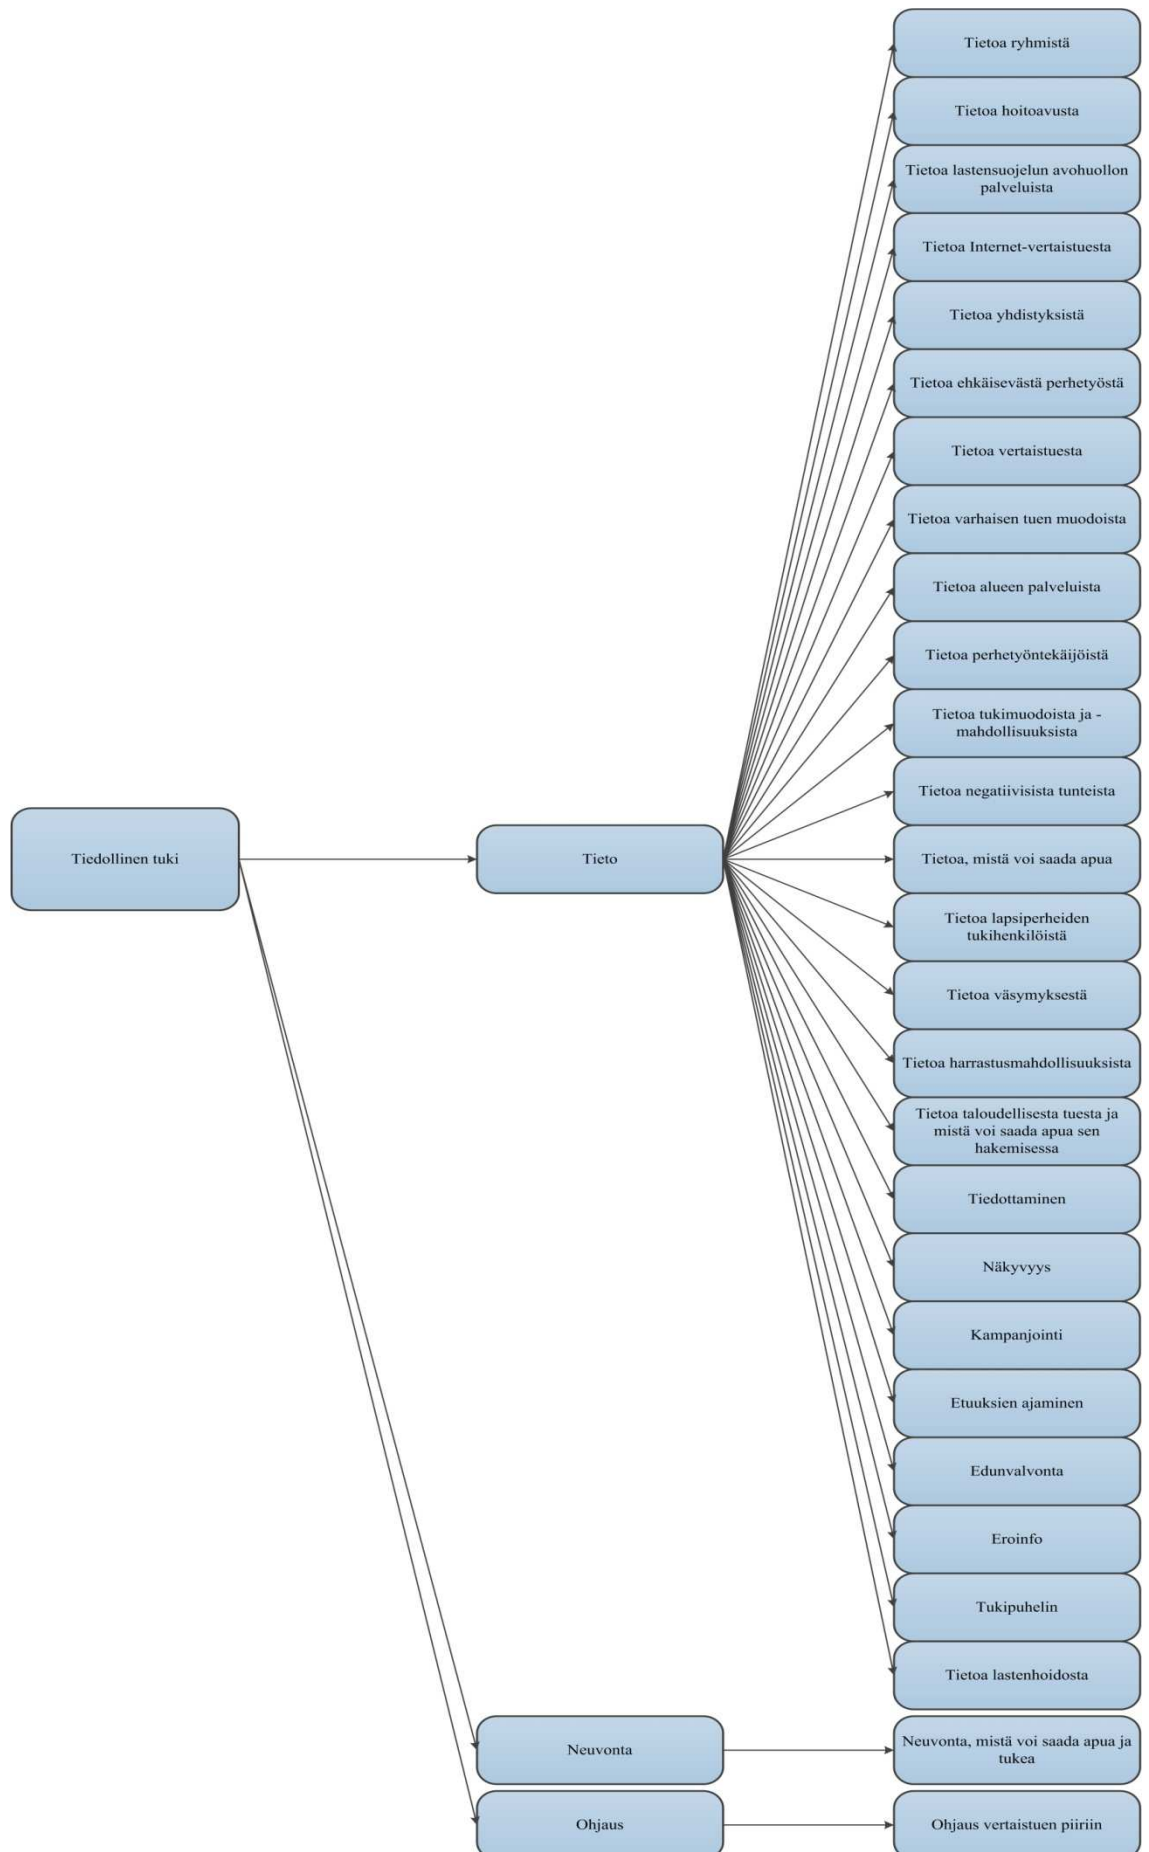 Tietoa ryhmistä
Tietoa hoitoavusta
Tietoa lastensuojelun avohuollon
palveluista
Tietoa Internet-vertaistuesta
Tietoa yhdistyksistä
Tietoa ehkäisevästä perhetyöstä
Tietoa vertaistuesta
Tietoa varhaisen tuen muodoista
Tietoa alueen palveluista
Tietoa perhetyöntekäijöistä
Tietoa tukimuodoista ja -
mahdollisuuksista
Tietoa negatiivisista tunteista
Tiedollinen tuki
Tieto
Tietoa, mistä voi saada apua
Tietoa lapsiperheiden
tukihenkilöistä
Tietoa väsymyksestä
Tietoa harrastusmahdollisuuksista
Tietoa taloudellisesta tuesta ja
mistä voi saada apua sen
hakemisessa
Tiedottaminen
Näkyvyys
Kampanjointi
Etuuksien ajaminen
Edunvalvonta
Eroinfo
Tukipuhelin
Tietoa lastenhoidosta
Neuvonta
Neuvonta, mistä voi saada apua ja
tukea
Ohjaus
Ohjaus vertaistuen piiriin